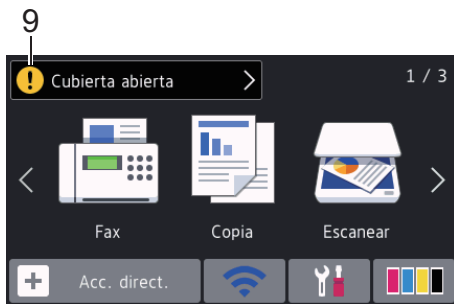 9
Cubierta abierta
1 / 3
Fax Copia Escanear
Acc. direct.